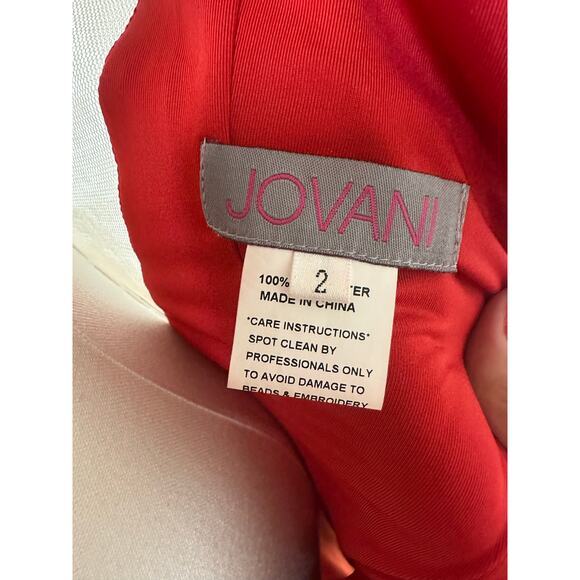 JOVANI
2
100% TER
MADE IN CHINA
*CARE INSTRUCTIONS*
SPOT CLEAN BY
PROFESSIONALS ONLY
TO AVOID DAMAGE TO
BEADS & EMBROIDERY